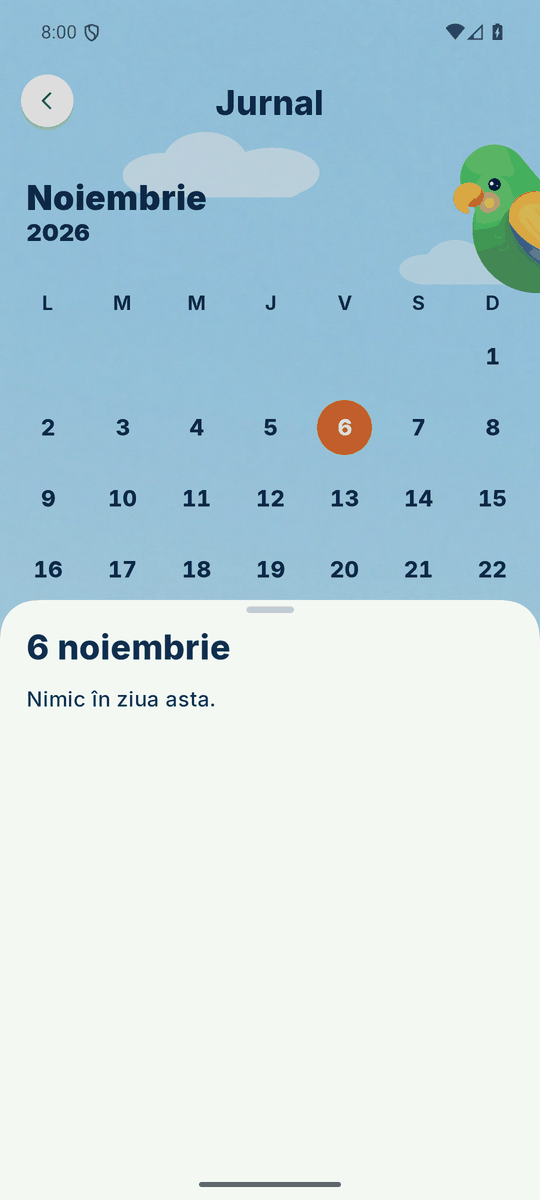 8:00
Jurnal
Noiembrie
2026
L M M J V S D
1
2 3 4 5 6 7 8
9 10 11 12 13 14 15
16 17 18 19 20 21 22
6 noiembrie
Nimic în ziua asta.